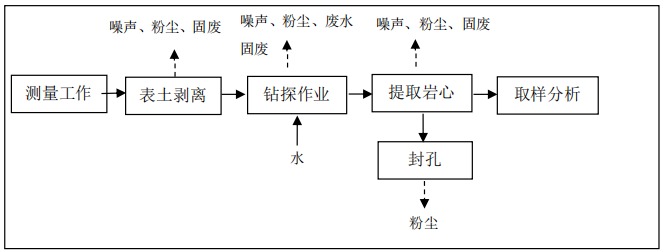 噪声、粉尘、固废
噪声、粉尘、废水
固废
噪声、粉尘、固废
测量工作
表土剥离
钻探作业
提取岩心
取样分析
水
封孔
粉尘